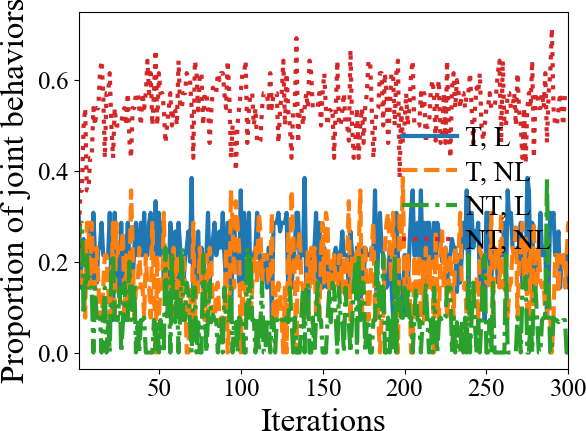 Proportion of joint behaviors
0.6
0.4
0.2
0.0
T, L
T, NL
NT, L
NT, NL
50
100
150
200
250
300
Iterations